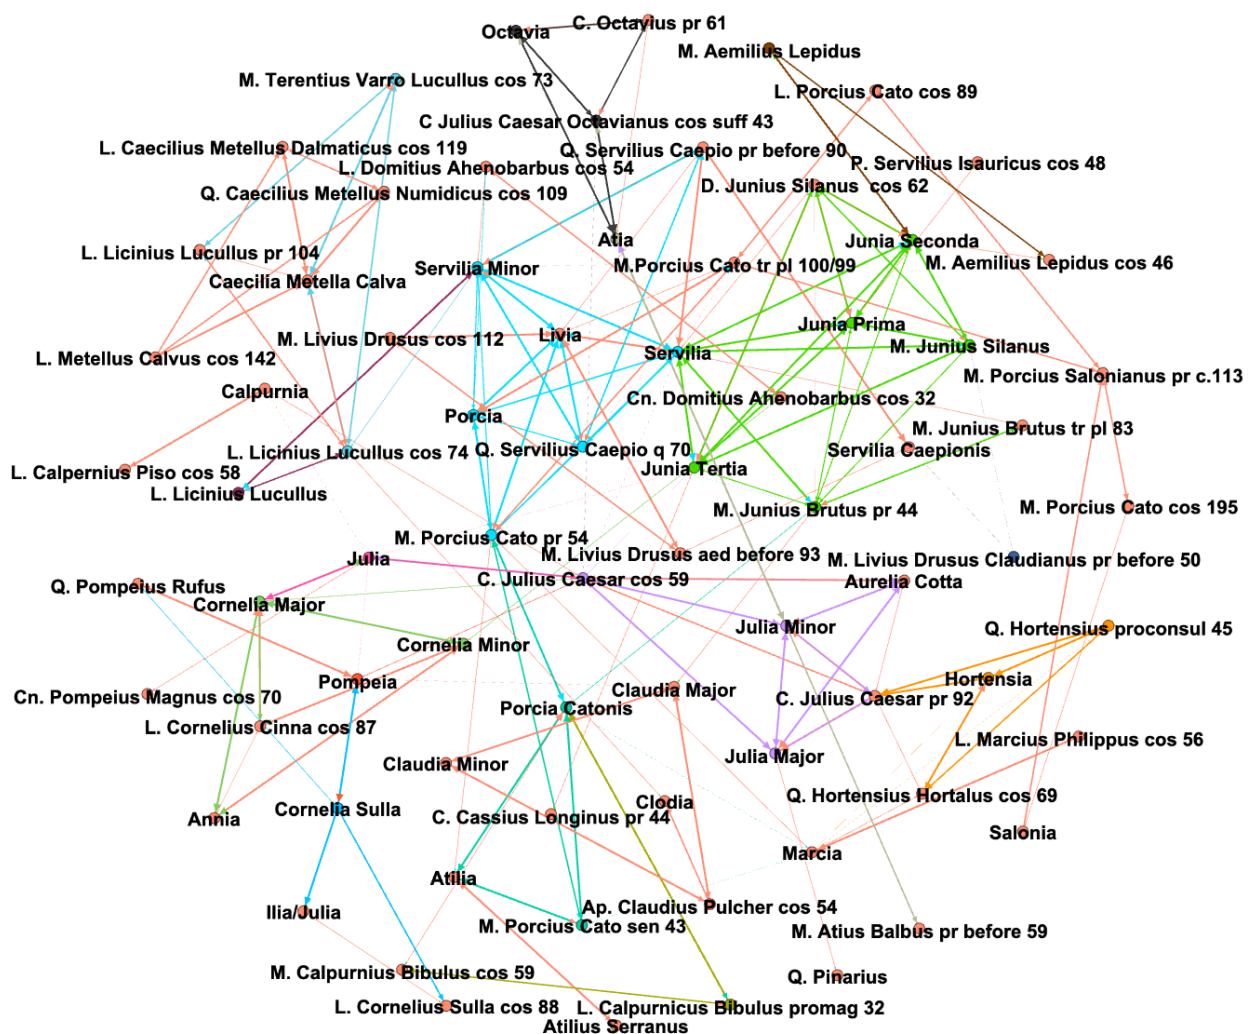 C. Octavius pr 61
Octavia
M. Aemilius Lepidus
M. Terentius Varro Lucullus cos 73
L. Porcius Cato cos 89
C Julius Caesar Octavianus cos suff 43
L. Caecilius Metellus Dalmaticus cos 119
Q. Servilius Caepio pr before 90
P. Servilius Isauricus cos 48
L. Domitius Ahenobarbus cos 54
D. Junius Silanus cos 62
Q. Caecilius Metellus Numidicus cos 109
Atia
Junia Seconda
L. Licinius Lucullus pr 104
M.Porcius Cato tr pl 100/99
M. Aemilius Lepidus cos 46
Servilia Minor
Caecilia Metella Calva
Junia Prima
Livia
M. Livius Drusus cos 112
M. Junius Silanus
Servilia
L. Metellus Calvus cos 142
M. Porcius Salonianus pr c.113
Calpurnia
Cn. Domitius Ahenobarbus cos 32
Porcia
M. Junius Brutus tr pl 83
L. Licinius Lucullus cos 74
Q. Servilius Caepio q 70
Servilia Caepionis
L. Calpernius Piso cos 58
Junia Tertia
L. Licinius Lucullus
M. Junius Brutus pr 44
M. Porcius Cato cos 195
M. Porcius Cato pr 54
M. Livius Drusus aed before 93
M. Livius Drusus Claudianus pr before 50
Julia
C. Julius Caesar cos 59
Aurelia Cotta
Q. Pompeius Rufus
Cornelia Major
Julia Minor
Q. Hortensius proconsul 45
Cornelia Minor
Hortensia
Pompeia
Claudia Major
Cn. Pompeius Magnus cos 70
C. Julius Caesar pr 92
Porcia Catonis
L. Cornelius Cinna cos 87
L. Marcius Philippus cos 56
Julia Major
Claudia Minor
Q. Hortensius Hortalus cos 69
Clodia
Cornelia Sulla
Annia
C. Cassius Longinus pr 44
Salonia
Marcia
Atilia
Ilia/Julia
Ap. Claudius Pulcher cos 54
M. Porcius Cato sen 43
M. Atius Balbus pr before 59
M. Calpurnius Bibulus cos 59
Q. Pinarius
L. Cornelius Sulla cos 88
L. Calpurnicus Bibulus promag 32
Atilius Serranus